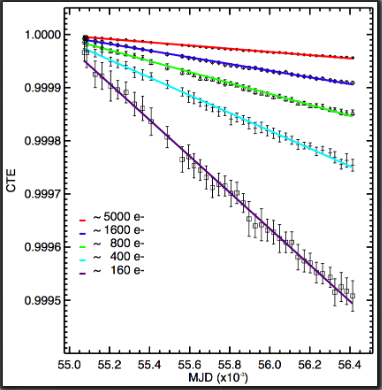 1.0000
0.9999
0.9998
0.9997
0.9996
0.9995
CTE
~ 5000 e-
~ 1600 e-
~ 800 e-
~ 400 e-
~ 160 e-
55.0 55.2 55.4 55.6 55.8 56.0 56.2 56.4
MJD (x10⁻³)